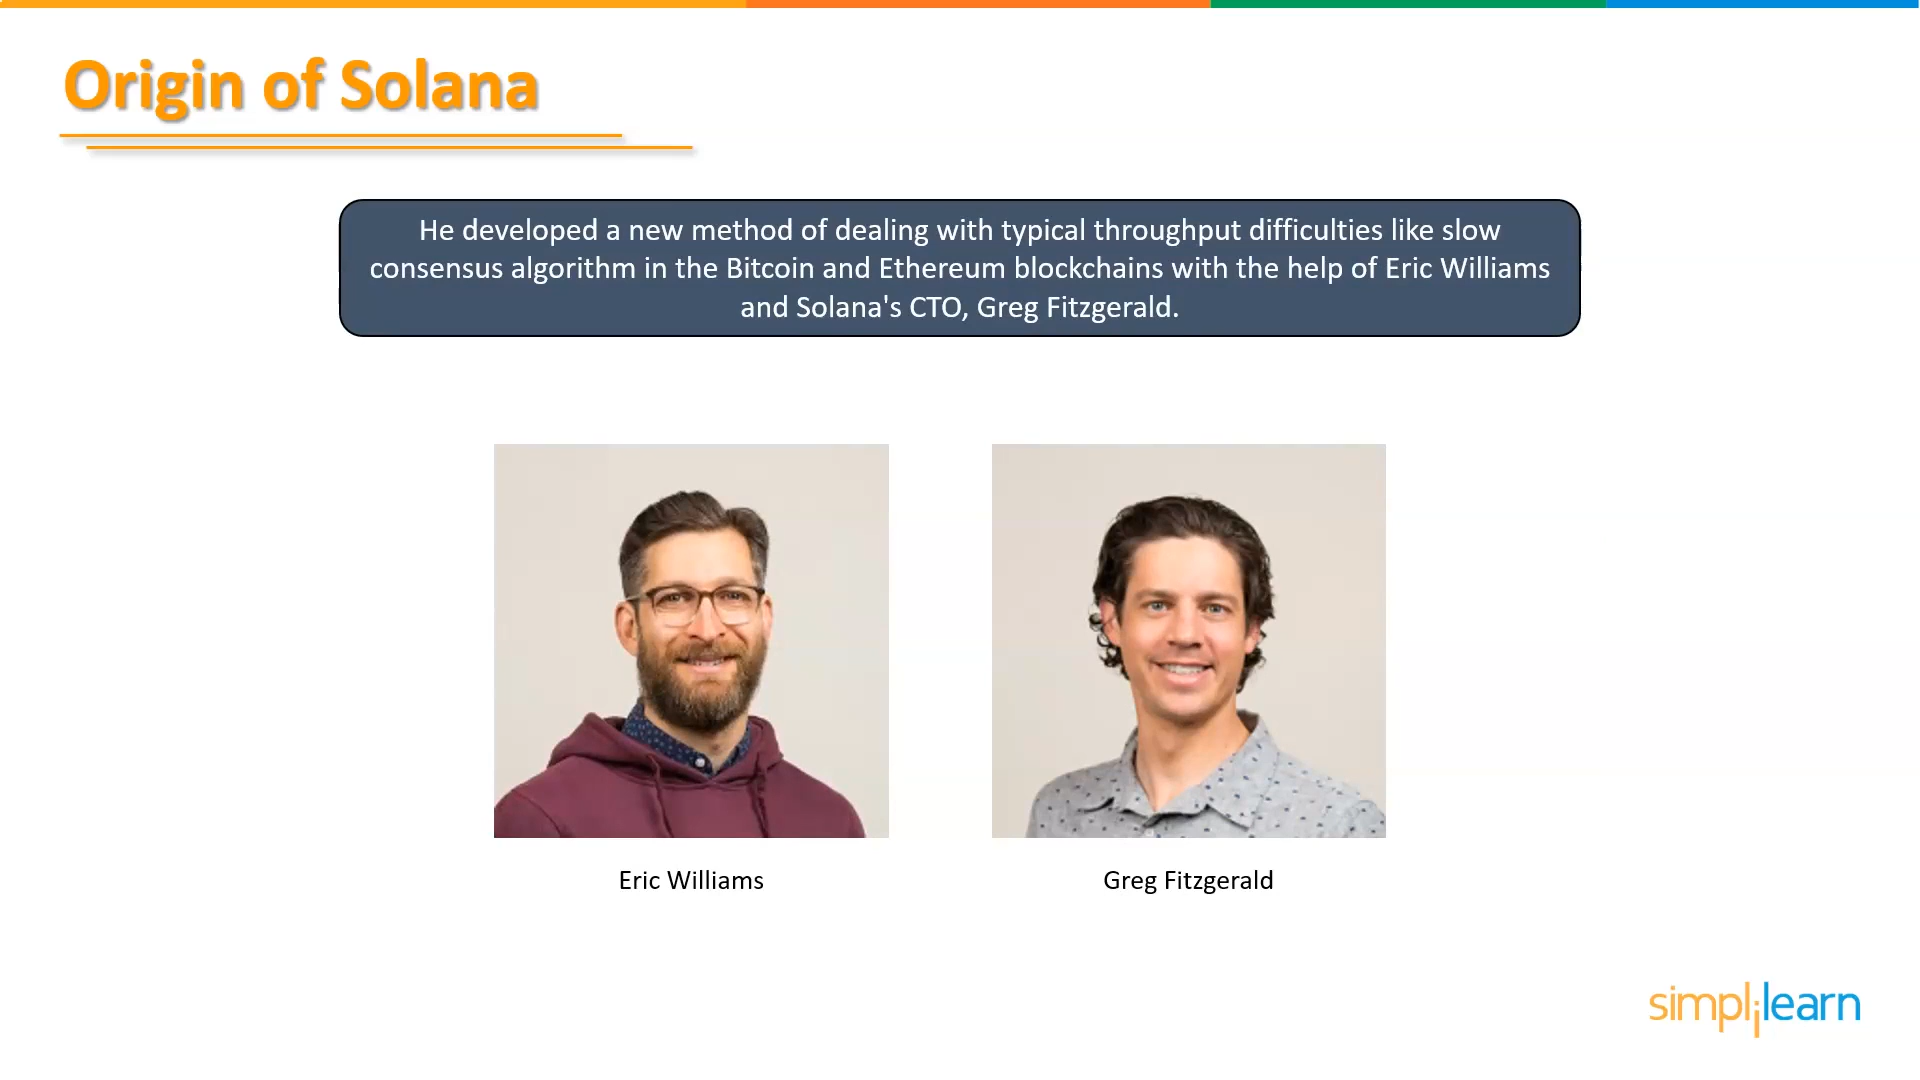 Origin of Solana
He developed a new method of dealing with typical throughput difficulties like slow
consensus algorithm in the Bitcoin and Ethereum blockchains with the help of Eric Williams
and Solana's CTO, Greg Fitzgerald.
Eric Williams
Greg Fitzgerald
simplilearn